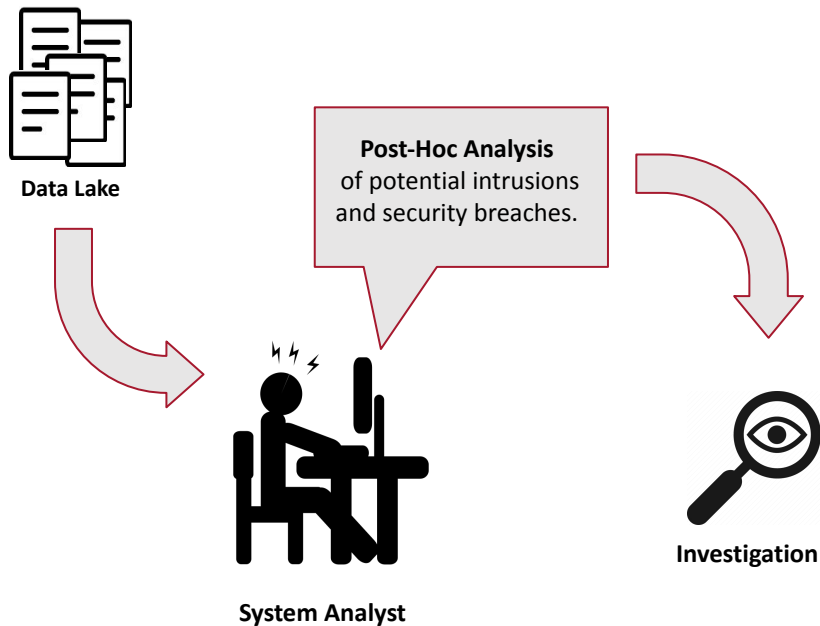 Data Lake
Post-Hoc Analysis
of potential intrusions
and security breaches.
System Analyst
Investigation